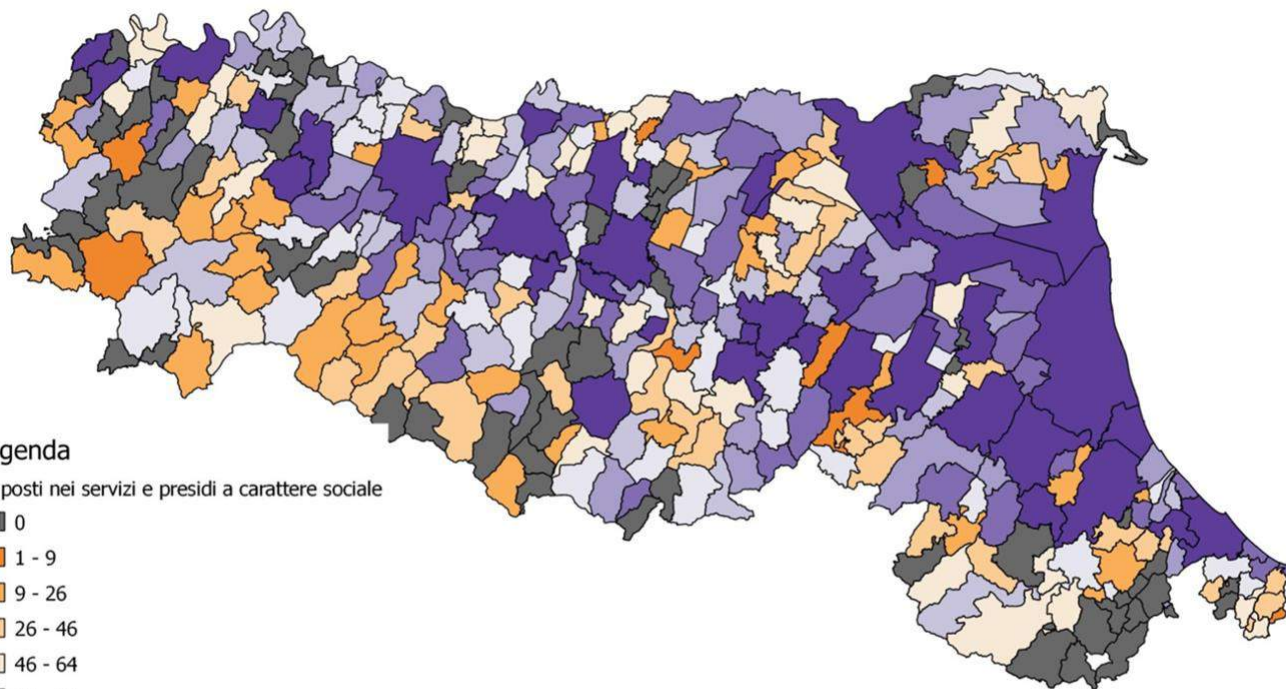 genda
posti nei servizi e presidi a carattere sociale
0
1 - 9
9 - 26
26 - 46
46 - 64